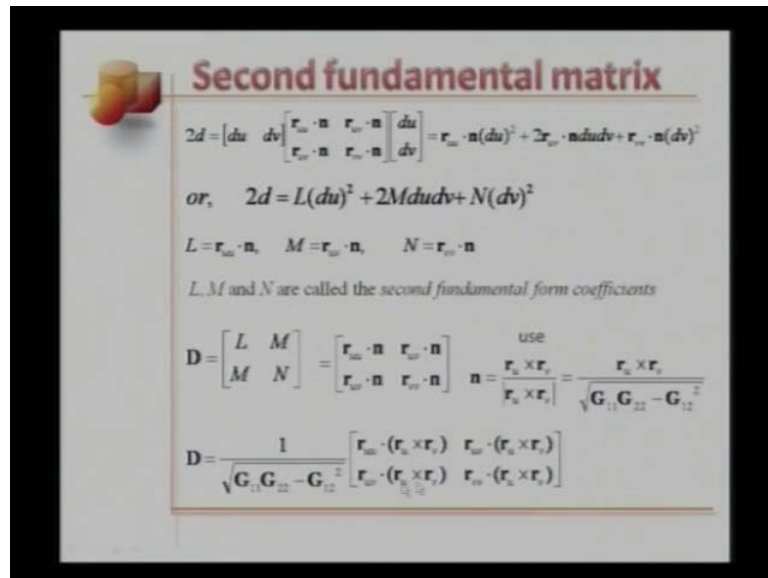 Second fundamental matrix
2d = [du dv] [r_uu · n r_uv · n; r_uv · n r_vv · n] [du; dv] = r_uu · n(du)² + 2r_uv · ndudv + r_vv · n(dv)²
or, 2d = L(du)² + 2Mdudv + N(dv)²
L = r_uu · n, M = r_uv · n, N = r_vv · n
L, M and N are called the second fundamental form coefficients
use
D = [L M; M N] = [r_uu · n r_uv · n; r_uv · n r_vv · n] n = (r_u × r_v) / |r_u × r_v| = (r_u × r_v) / √(G₁₁G₂₂ − G₁₂²)
D = 1 / √(G₁₁G₂₂ − G₁₂²) [r_uu · (r_u × r_v) r_uv · (r_u × r_v); r_uv · (r_u × r_v) r_vv · (r_u × r_v)]